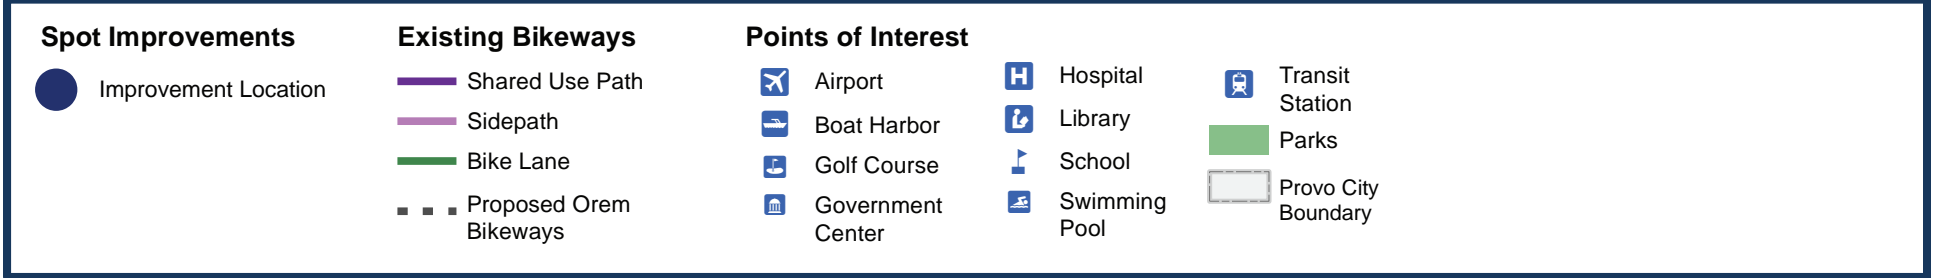 Spot Improvements
Improvement Location
Existing Bikeways
Shared Use Path
Sidepath
Bike Lane
Proposed Orem
Bikeways
Points of Interest
Airport
Boat Harbor
Golf Course
Government
Center
H
Hospital
Library
School
Swimming
Pool
Transit
Station
Parks
Provo City
Boundary